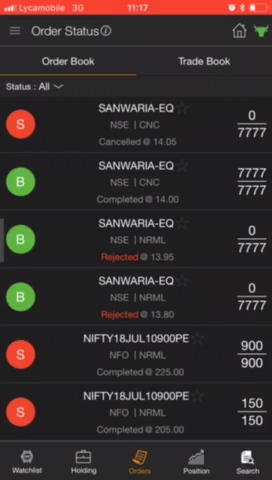 Lycamobile 3G 11:17
Order Status
Order Book Trade Book
Status : All
S SANWARIA-EQ 0
NSE | CNC 7777
Cancelled @ 14.05
B SANWARIA-EQ 7777
NSE | CNC 7777
Completed @ 14.00
B SANWARIA-EQ 0
NSE | NRML 7777
Rejected @ 13.95
B SANWARIA-EQ 0
NSE | NRML 7777
Rejected @ 13.80
S NIFTY18JUL10900PE 900
NFO | NRML 900
Completed @ 225.00
S NIFTY18JUL10900PE 150
NFO | NRML 150
Completed @ 205.00
Watchlist Holding Orders Position Search